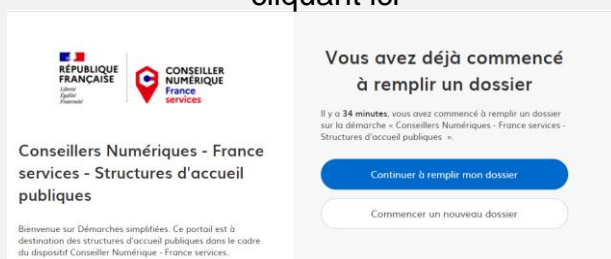 cliquant ici
RÉPUBLIQUE
FRANÇAISE
Liberté
Égalité
Fraternité
CONSEILLER
NUMÉRIQUE
France
services
Conseillers Numériques - France
services - Structures d'accueil
publiques
Bienvenue sur Démarches simplifiées. Ce portail est à
destination des structures d'accueil publiques dans le cadre
du dispositif Conseiller Numérique - France services.
Vous avez déjà commencé
à remplir un dossier
Il y a 34 minutes, vous avez commencé à remplir un dossier
sur la démarche « Conseillers Numériques - France services -
Structures d'accueil publiques ».
Continuer à remplir mon dossier
Commencer un nouveau dossier